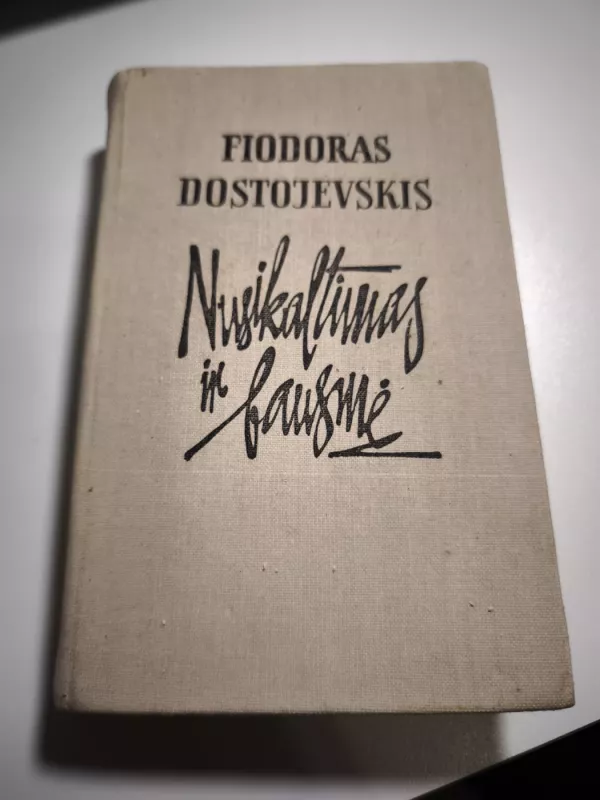 FIODORAS
DOSTOJEVSKIS
Nusikaltimas
ir
bausmė